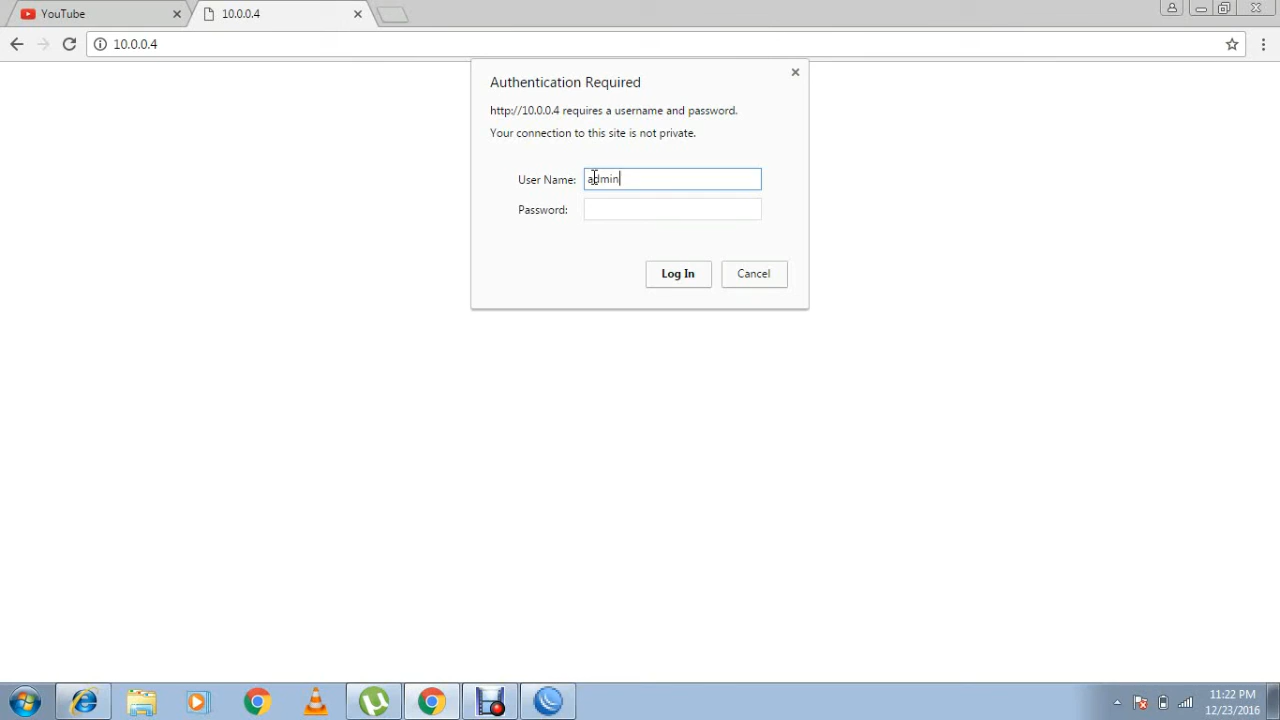 YouTube
10.0.0.4
10.0.0.4
Authentication Required
http://10.0.0.4 requires a username and password.
Your connection to this site is not private.
User Name: admin
Password:
Log In Cancel
11:22 PM
12/23/2016